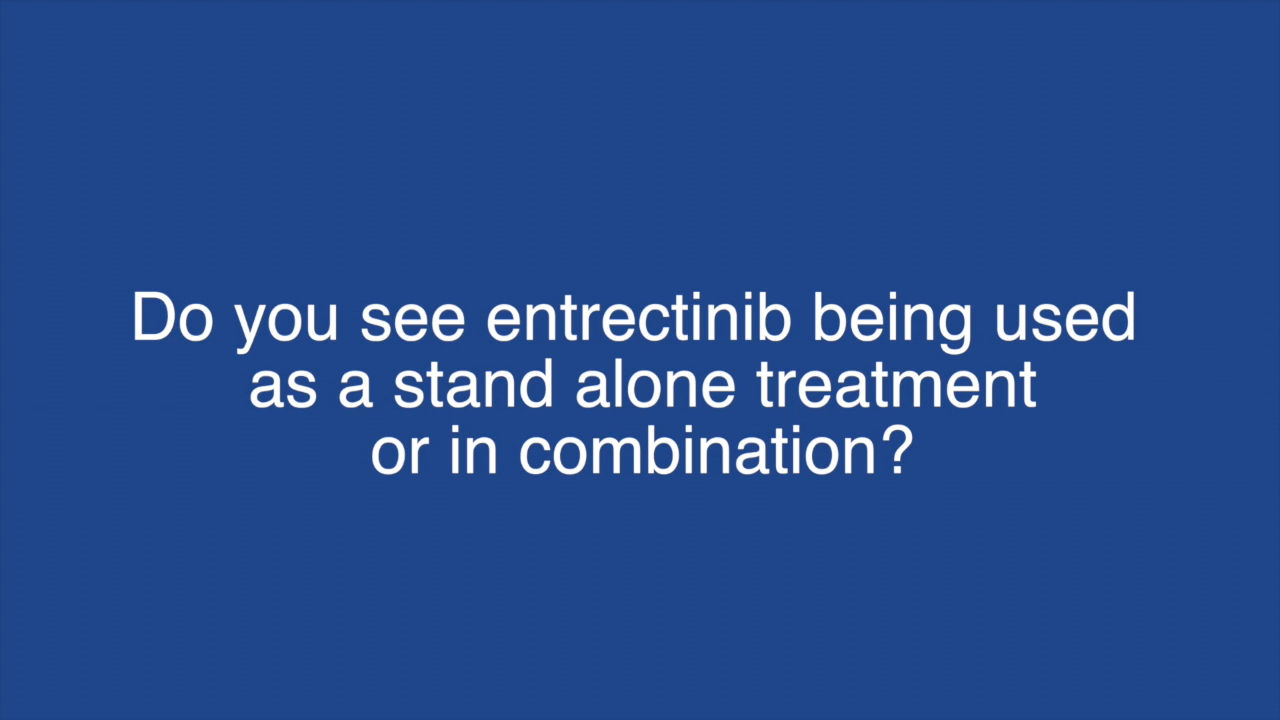 Do you see entrectinib being used
as a stand alone treatment
or in combination?